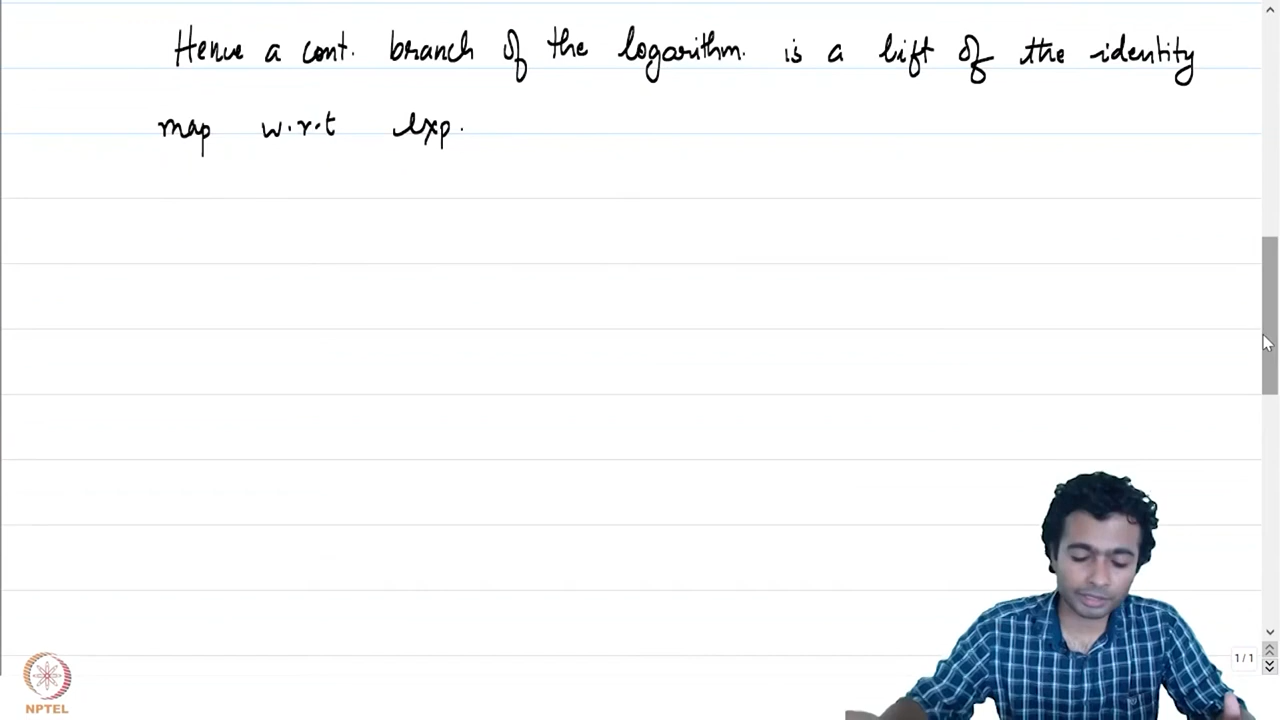 Hence a cont. branch of the logarithm. is a lift of the identity
map w.r.t exp.
1 / 1
NPTEL